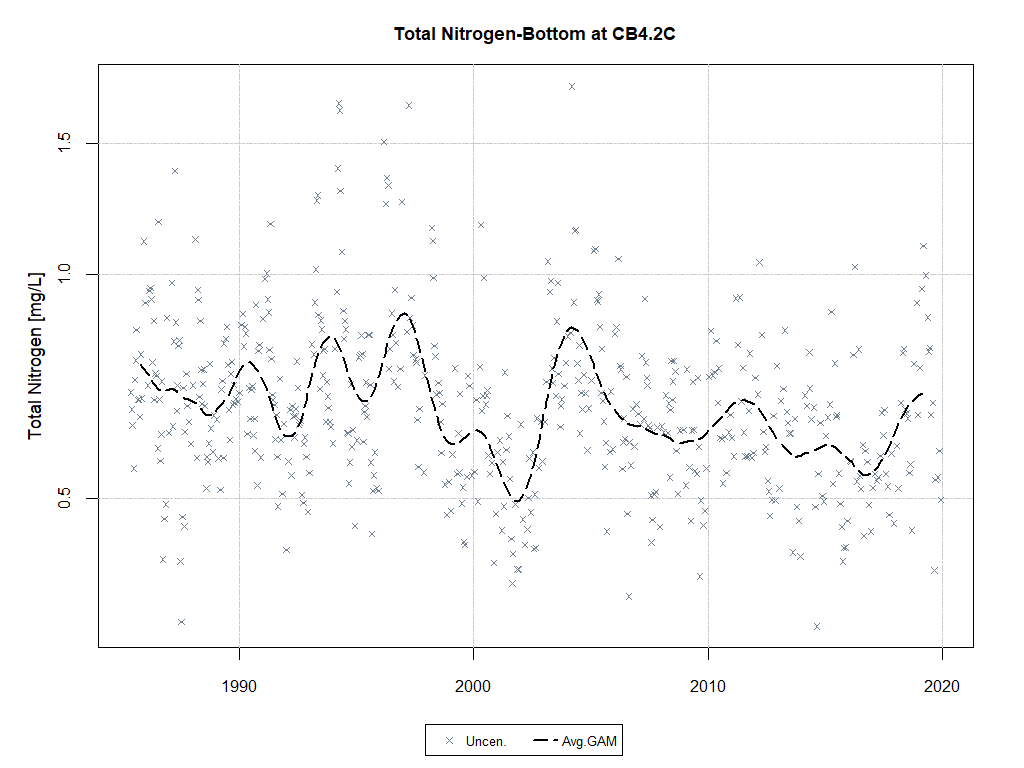 Total Nitrogen-Bottom at CB4.2C
Total Nitrogen [mg/L]
1.5
1.0
0.5
1990 2000 2010 2020
Uncen. Avg.GAM